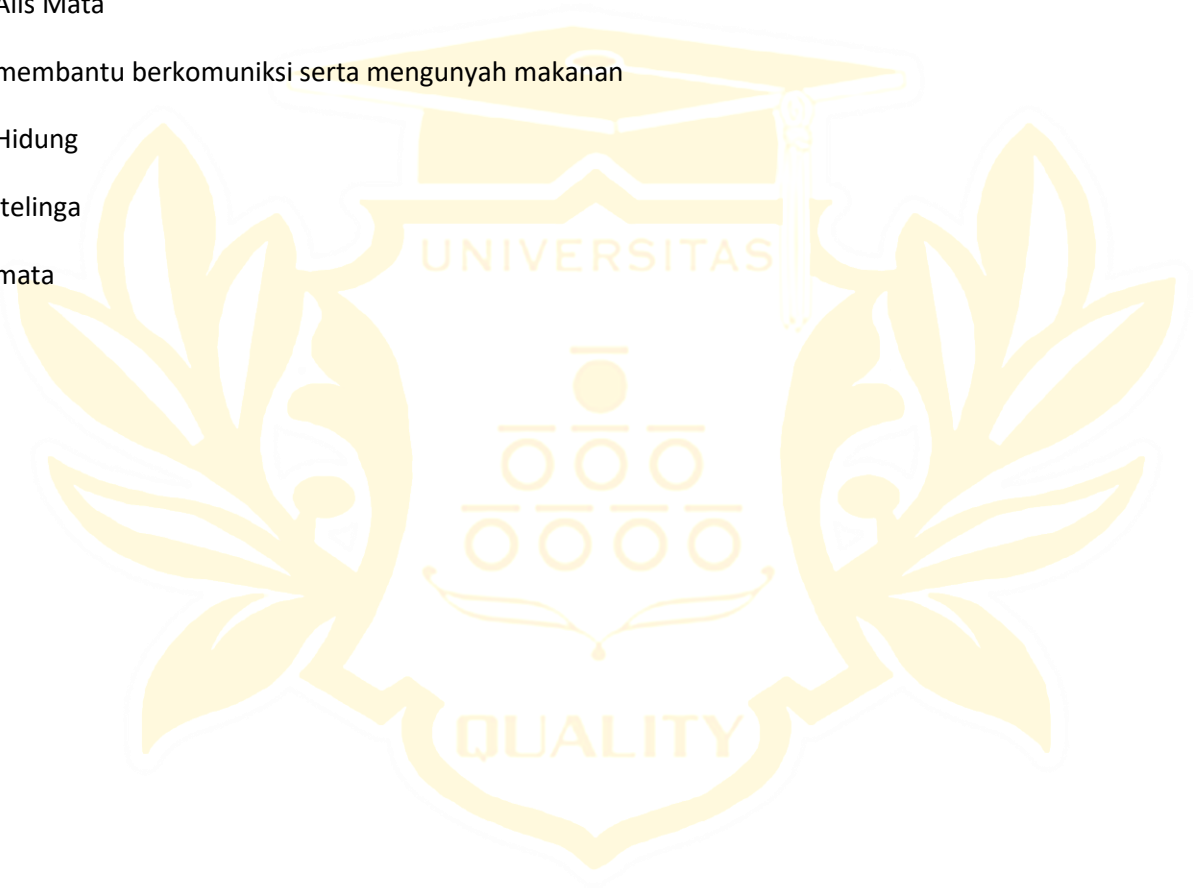 Alis Mata
membantu berkomuniksi serta mengunyah makanan
Hidung
telinga
mata
UNIVERSITAS
QUALITY